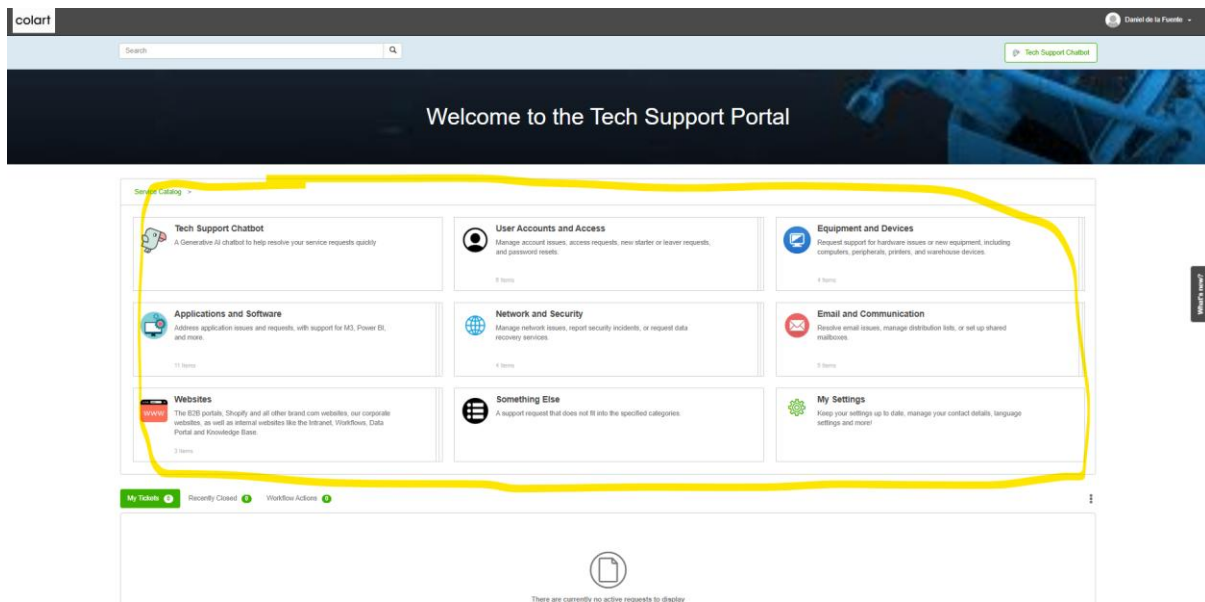 colart
Daniel de la Fuente
Search
Tech Support Chatbot
Welcome to the Tech Support Portal
Service Catalog
Tech Support Chatbot
A Generative AI chatbot to help resolve your service requests quickly
User Accounts and Access
Manage account issues, access requests, new starter or leaver requests,
and password resets.
Items
Equipment and Devices
Request support for hardware issues or new equipment, including
computers, peripherals, printers, and warehouse devices.
4 Items
What's new?
Applications and Software
Address application issues and requests, with support for M3, Power BI,
and more.
11 Items
Network and Security
Manage network issues, report security incidents, or request data
recovery services.
4 Items
Email and Communication
Resolve email issues, manage distribution lists, or set up shared
mailboxes.
5 Items
WWW
Websites
The B2B portals, Shopify and all other brand.com websites, our corporate
websites, as well as internal websites like the Intranet, Workflows, Data
Portal and Knowledge Base.
3 Items
Something Else
A support request that does not fit into the specified categories.
My Settings
Keep your settings up to date, manage your contact details, language
settings and more!
My Tickets 0 Recently Closed 0 Workflow Actions 0
There are currently no active requests to display